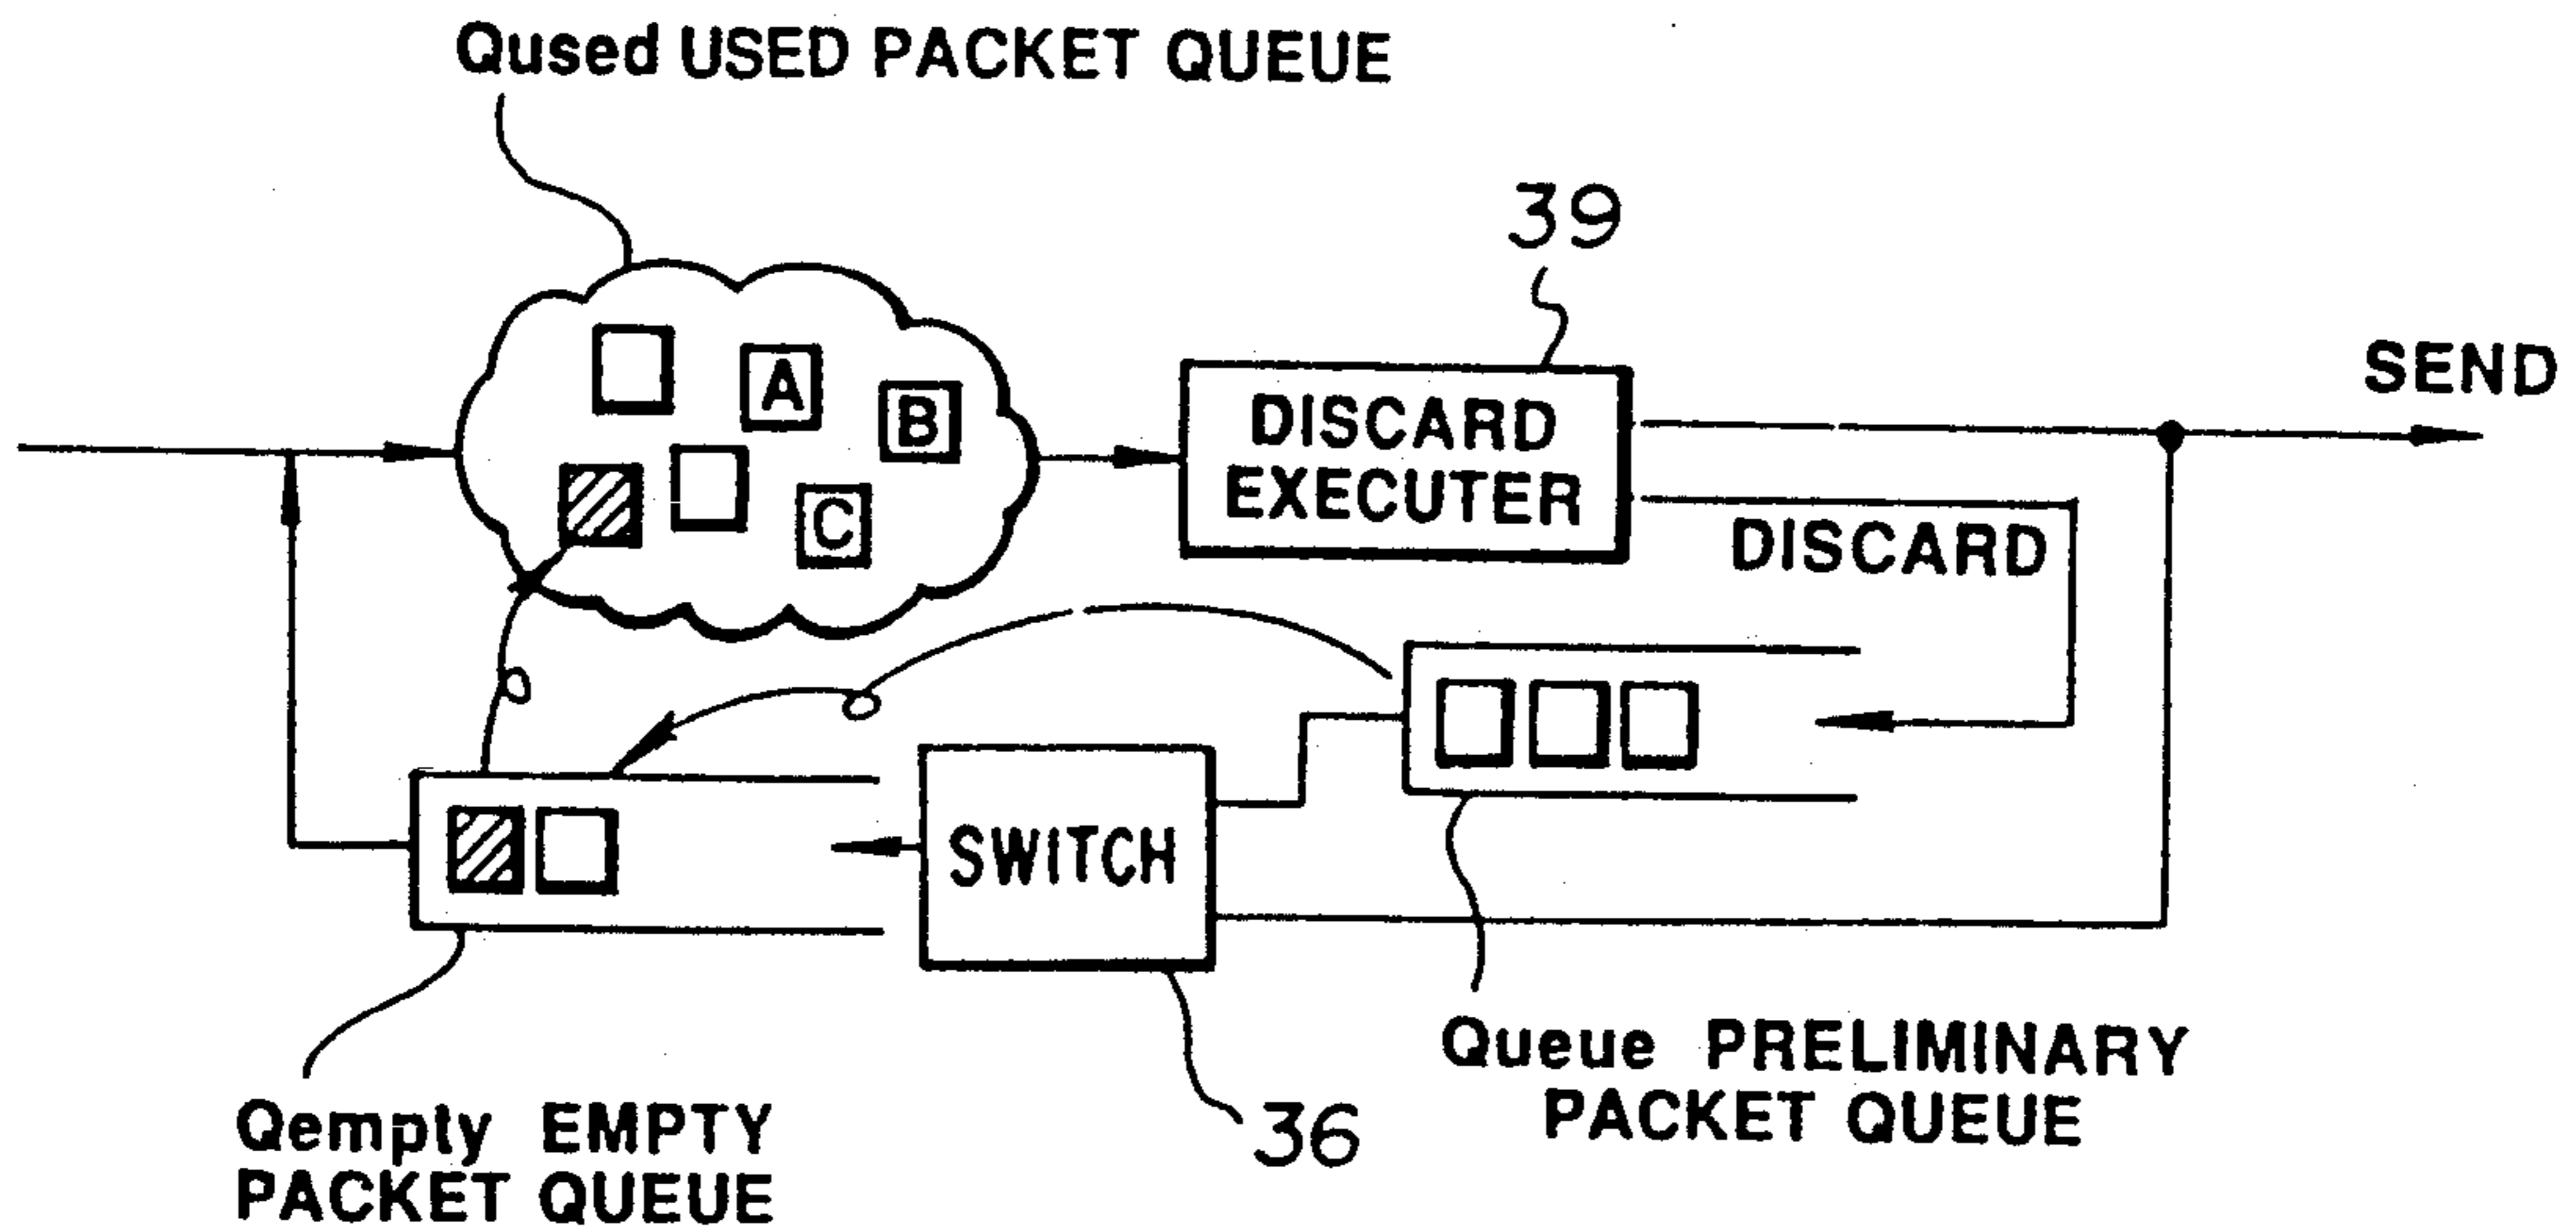 Qused USED PACKET QUEUE
39
SEND
A
B
C
DISCARD
EXECUTER
DISCARD
SWITCH
36
Queue PRELIMINARY
PACKET QUEUE
Qempty EMPTY
PACKET QUEUE